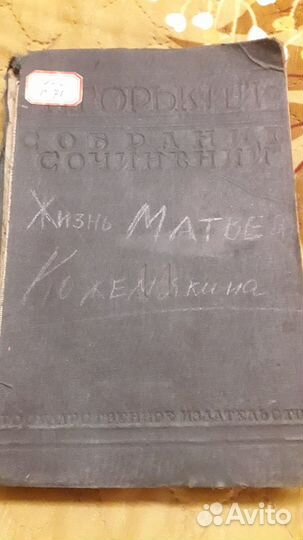 М. ГОРЬКИЙ
СОБРАНИЕ
СОЧИНЕНИЙ
Жизнь МАТВЕЯ
Кожемякина
ГОСУДАРСТВЕННОЕ ИЗДАТЕЛЬСТВО
Avito